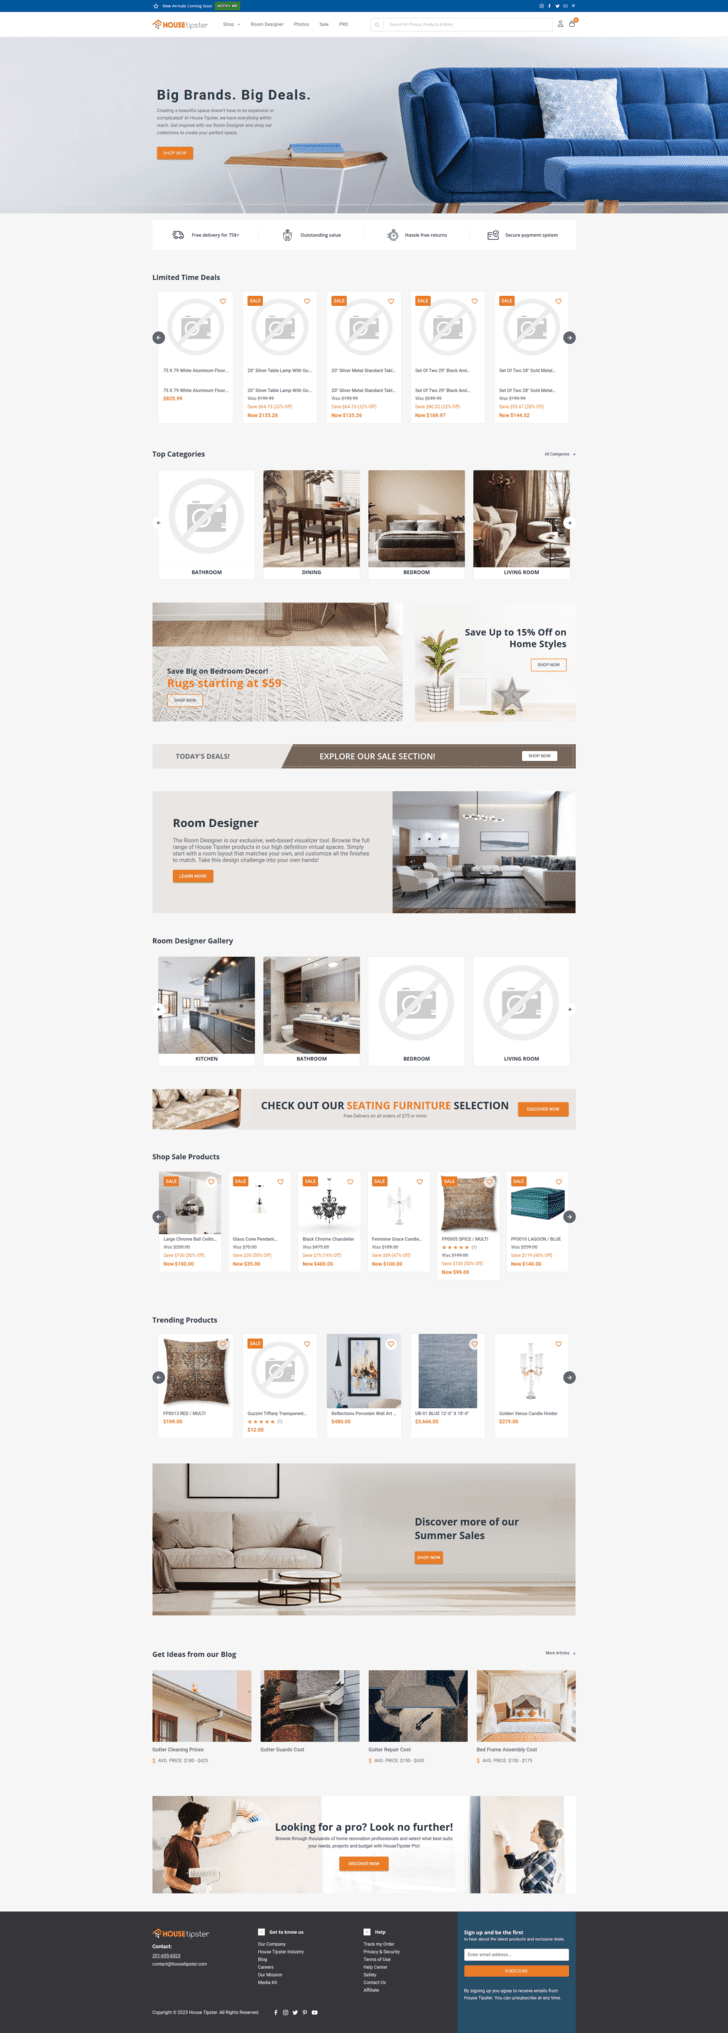 New Arrivals Coming Soon NOTIFY ME
HOUSEtipster Shop Room Designer Photos Sale PRO Search for Photos, Products & More
Big Brands. Big Deals.
Creating a beautiful space doesn't have to be expensive or
complicated! At House Tipster, we have everything within
reach. Get inspired with our Room Designer and shop our
collections to create your perfect space.
SHOP NOW
Free delivery for 75$+ Outstanding value Hassle free returns Secure payment system
Limited Time Deals
SALE SALE SALE SALE
75 X 79 White Aluminum Floor... 20" Silver Table Lamp With Go... 20" Silver Metal Standard Tabl... Set Of Two 29" Black And... Set Of Two 28" Gold Metal...
75 X 79 White Aluminum Floor... 20" Silver Table Lamp With Go... 20" Silver Metal Standard Tabl... Set Of Two 29" Black And... Set Of Two 28" Gold Metal...
$829.99 Was $199.99 Was $199.99 Was $249.99 Was $199.99
Save $64.73 (32% Off) Save $64.73 (32% Off) Save $80.02 (32% Off) Save $55.67 (28% Off)
Now $135.26 Now $135.26 Now $169.97 Now $144.32
Top Categories All Categories
BATHROOM DINING BEDROOM LIVING ROOM
Save Big on Bedroom Decor!
Rugs starting at $59
SHOP NOW
Save Up to 15% Off on
Home Styles
SHOP NOW
TODAY'S DEALS! EXPLORE OUR SALE SECTION! SHOP NOW
Room Designer
The Room Designer is our exclusive, web-based visualizer tool. Browse the full
range of House Tipster products in our high definition virtual spaces. Simply
start with a room layout that matches your own, and customize all the finishes
to match. Take this design challenge into your own hands!
LEARN MORE
Room Designer Gallery
KITCHEN BATHROOM BEDROOM LIVING ROOM
CHECK OUT OUR SEATING FURNITURE SELECTION DISCOVER NOW
Free Delivery on all orders of $75 or more.
Shop Sale Products
SALE SALE SALE SALE SALE SALE
Large Chrome Ball Ceilin... Glass Cone Pendant... Black Chrome Chandelier Feminine Grace Candle... FP0005 SPICE / MULTI PF0010 LAGOON / BLUE
Was $200.00 Was $70.00 Was $475.00 Was $189.00 (1) Was $259.00
Save $100 (50% Off) Save $35 (50% Off) Save $75 (16% Off) Save $89 (47% Off) Was $199.00 Save $119 (46% Off)
Now $100.00 Now $35.00 Now $400.00 Now $100.00 Save $100 (50% Off) Now $140.00
Now $99.00
Trending Products
SALE
FP0013 RED / MULTI Guzzini Tiffany Transparent... Reflections Porcelain Wall Art ... UB-01 BLUE 12'-0" X 18'-0" Golden Venus Candle Holder
$199.00 (1) $480.00 $5,666.00 $279.00
$12.00
Discover more of our
Summer Sales
SHOP NOW
Get Ideas from our Blog More Articles
Gutter Cleaning Prices Gutter Guards Cost Gutter Repair Cost Bed Frame Assembly Cost
$ AVG. PRICE: $180 - $425 $ AVG. PRICE: $150 - $650 $ AVG. PRICE: $150 - $175
Looking for a pro? Look no further!
Browse through thousands of home renovation professionals and select what best suits
your needs, projects and budget with HouseTipster Pro!
DISCOVER NOW
HOUSEtipster
Contact:
201-655-6323
contact@housetipster.com
Get to know us
Our Company
House Tipster Industry
Blog
Careers
Our Mission
Media Kit
Help
Track my Order
Privacy & Security
Terms of Use
Help Center
Safety
Contact Us
Affiliate
Sign up and be the first
to hear about the latest products and exclusive deals
Enter email address...
SUBSCRIBE
By signing up you agree to receive emails from
House Tipster. You can unsubscribe at any time.
Copyright © 2023 House Tipster. All Rights Reserved.